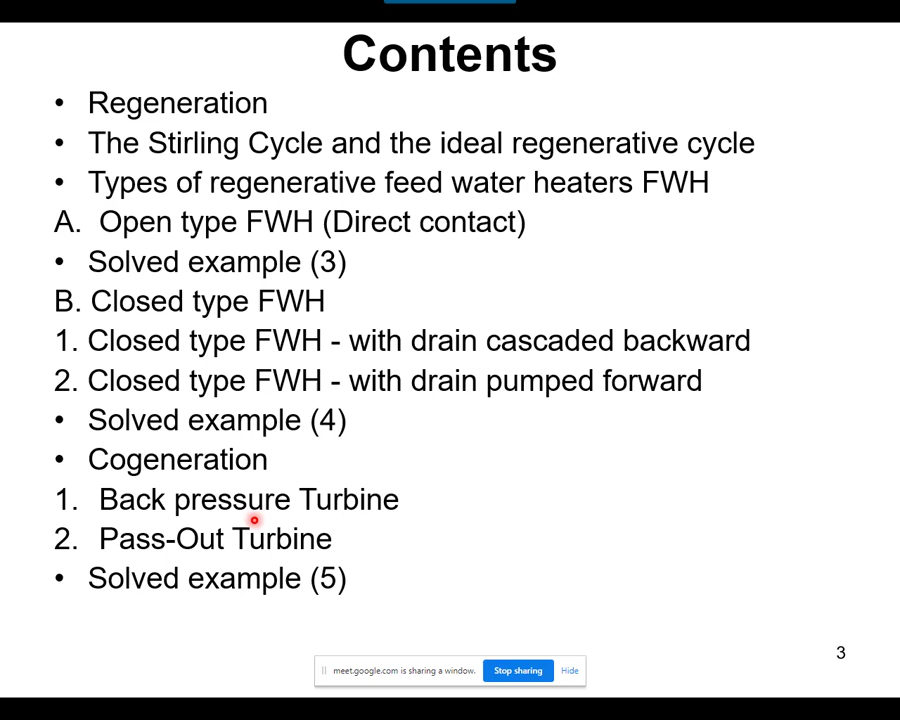 Contents
• Regeneration
• The Stirling Cycle and the ideal regenerative cycle
• Types of regenerative feed water heaters FWH
A. Open type FWH (Direct contact)
• Solved example (3)
B. Closed type FWH
1. Closed type FWH - with drain cascaded backward
2. Closed type FWH - with drain pumped forward
• Solved example (4)
• Cogeneration
1. Back pressure Turbine
2. Pass-Out Turbine
• Solved example (5)
3
meet.google.com is sharing a window. Stop sharing Hide